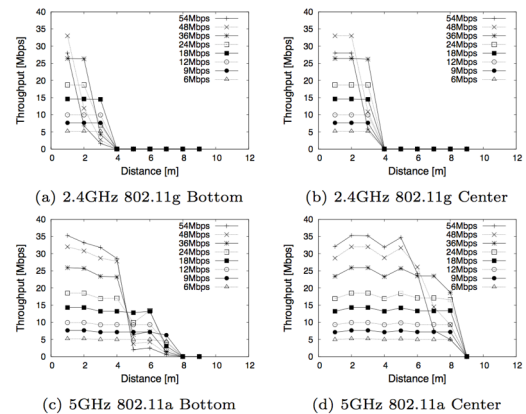 40
35
30
25
20
15
10
5
0
Throughput [Mbps]
54Mbps
48Mbps
36Mbps
24Mbps
18Mbps
12Mbps
9Mbps
6Mbps
0 2 4 6 8 10 12
Distance [m]
(a) 2.4GHz 802.11g Bottom
40
35
30
25
20
15
10
5
0
Throughput [Mbps]
54Mbps
48Mbps
36Mbps
24Mbps
18Mbps
12Mbps
9Mbps
6Mbps
0 2 4 6 8 10 12
Distance [m]
(b) 2.4GHz 802.11g Center
40
35
30
25
20
15
10
5
0
Throughput [Mbps]
54Mbps
48Mbps
36Mbps
24Mbps
18Mbps
12Mbps
9Mbps
6Mbps
0 2 4 6 8 10 12
Distance [m]
(c) 5GHz 802.11a Bottom
40
35
30
25
20
15
10
5
0
Throughput [Mbps]
54Mbps
48Mbps
36Mbps
24Mbps
18Mbps
12Mbps
9Mbps
6Mbps
0 2 4 6 8 10 12
Distance [m]
(d) 5GHz 802.11a Center